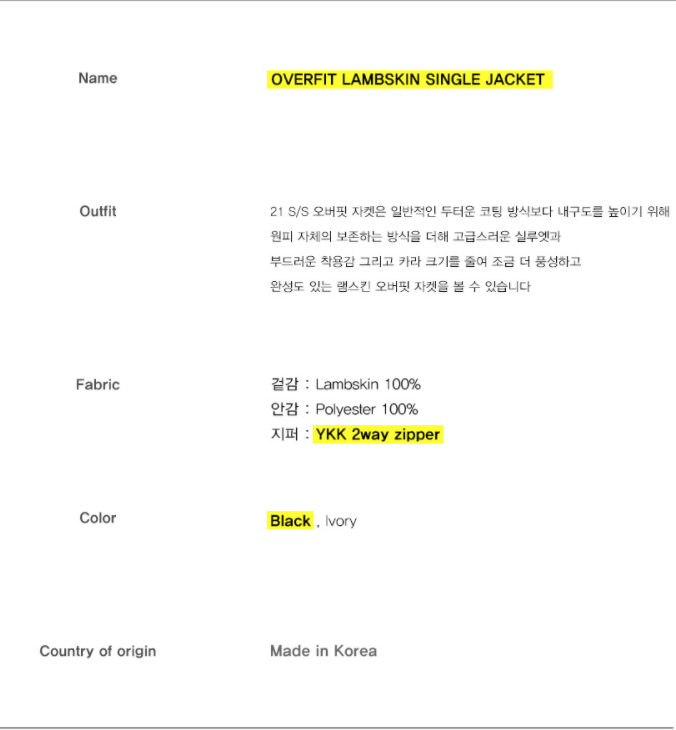 Name
OVERFIT LAMBSKIN SINGLE JACKET
Outfit
21 S/S 오버핏 자켓은 일반적인 두터운 코팅 방식보다 내구도를 높이기 위해
원피 자체의 보존하는 방식을 더해 고급스러운 실루엣과
부드러운 착용감 그리고 카라 크기를 줄여 조금 더 풍성하고
완성도 있는 램스킨 오버핏 자켓을 볼 수 있습니다
Fabric
겉감 : Lambskin 100%
안감 : Polyester 100%
지퍼 : YKK 2way zipper
Color
Black , Ivory
Country of origin
Made in Korea